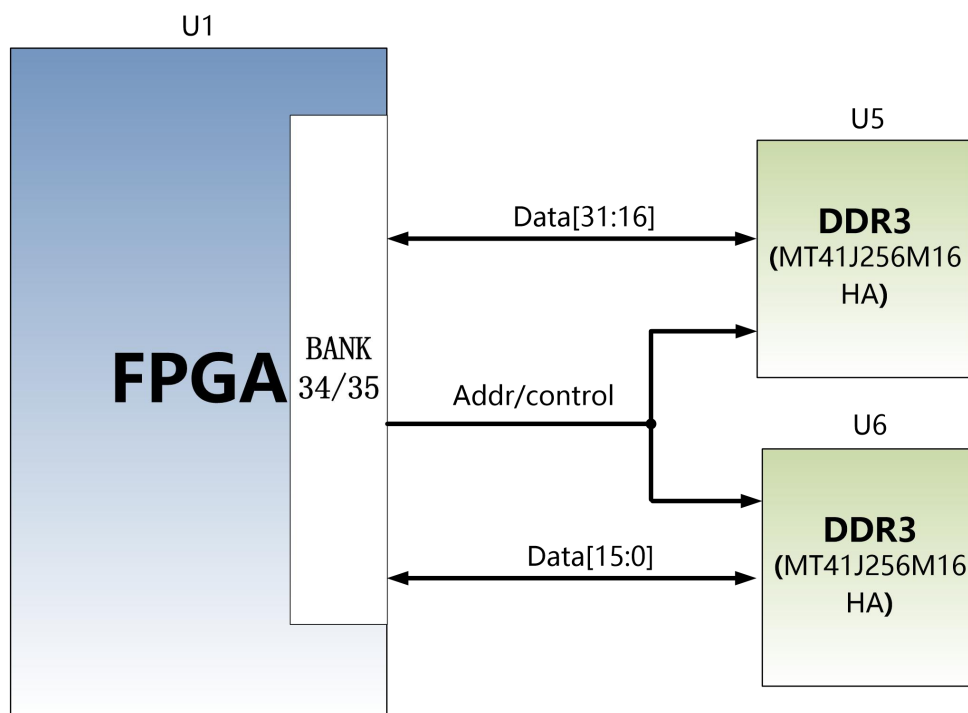 U1
FPGA
BANK
34/35
Data[31:16]
Addr/control
Data[15:0]
U5
DDR3
(MT41J256M16
HA)
U6
DDR3
(MT41J256M16
HA)